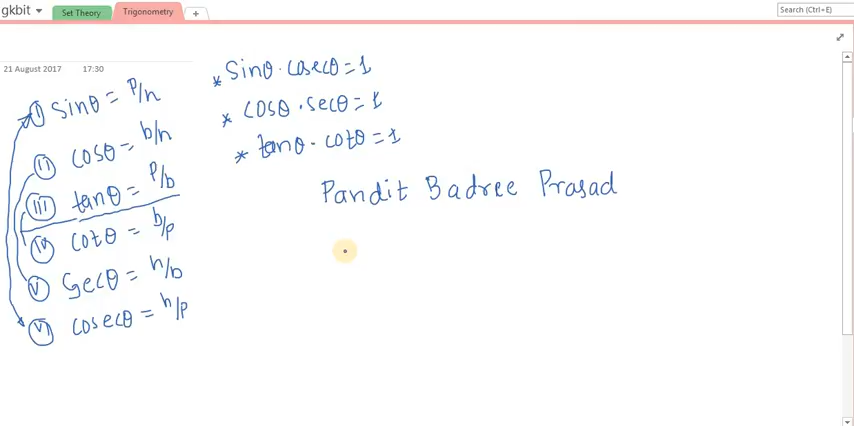 gkbit
Set Theory
Trigonometry
Search (Ctrl+E)
21 August 2017 17:30
(i) sinθ = P/h
(ii) cosθ = b/h
(iii) tanθ = P/b
(iv) cotθ = b/p
(v) Secθ = h/b
(vi) cosecθ = h/p
* Sinθ · cosecθ = 1
* cosθ · secθ = 1
* tanθ · cotθ = 1
Pandit Badree Prasad